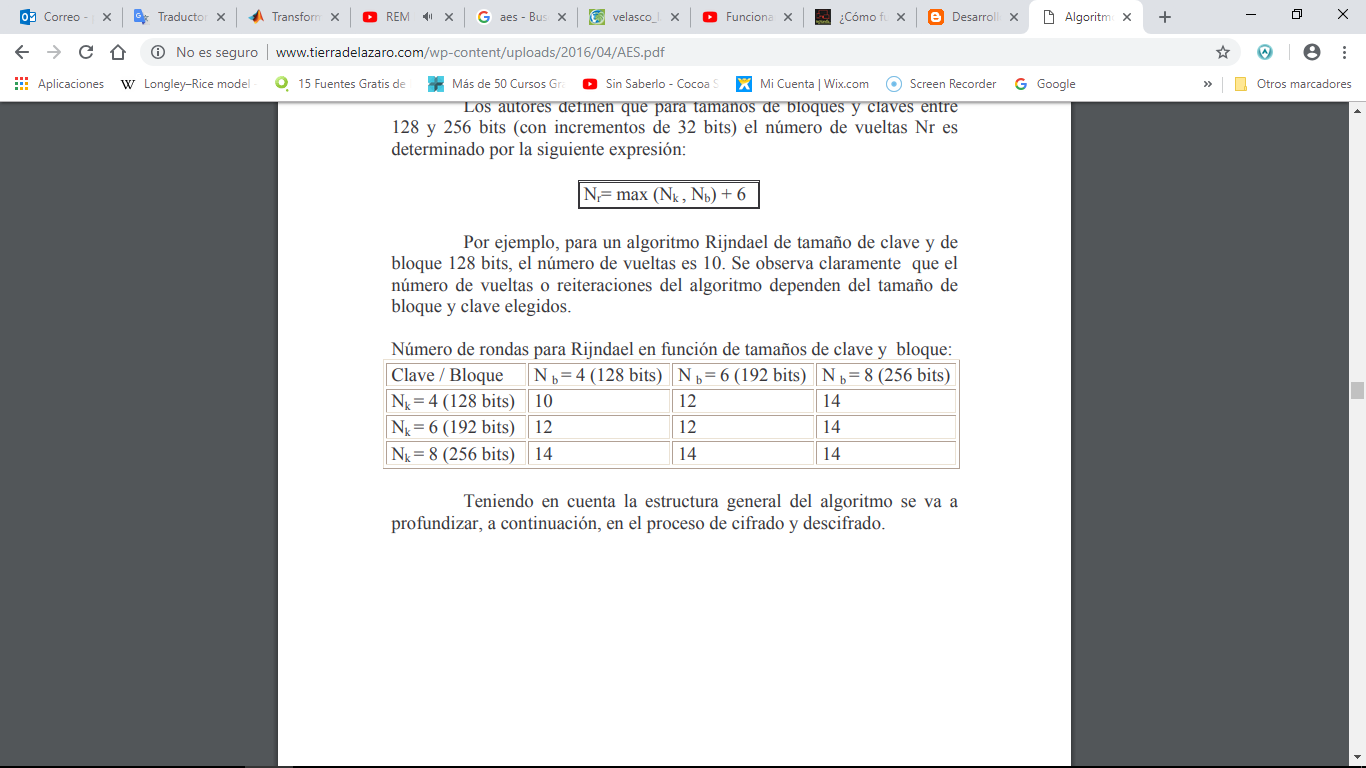 Correo -
Traductor
Transform
REM
aes - Bus
velasco_
Funciona
¿Cómo fu
Desarroll
Algoritm
No es seguro | www.tierradelazaro.com/wp-content/uploads/2016/04/AES.pdf
Aplicaciones
Longley–Rice model
15 Fuentes Gratis de
Más de 50 Cursos Gr
Sin Saberlo - Cocoa S
Mi Cuenta | Wix.com
Screen Recorder
Google
»
Otros marcadores
Los autores definen que para tamaños de bloques y claves entre
128 y 256 bits (con incrementos de 32 bits) el número de vueltas Nr es
determinado por la siguiente expresión:
Nr= max (Nk , Nb) + 6
Por ejemplo, para un algoritmo Rijndael de tamaño de clave y de
bloque 128 bits, el número de vueltas es 10. Se observa claramente que el
número de vueltas o reiteraciones del algoritmo dependen del tamaño de
bloque y clave elegidos.
Número de rondas para Rijndael en función de tamaños de clave y bloque:
Clave / Bloque N b = 4 (128 bits) N b = 6 (192 bits) N b = 8 (256 bits)
Nk = 4 (128 bits) 10 12 14
Nk = 6 (192 bits) 12 12 14
Nk = 8 (256 bits) 14 14 14
Teniendo en cuenta la estructura general del algoritmo se va a
profundizar, a continuación, en el proceso de cifrado y descifrado.